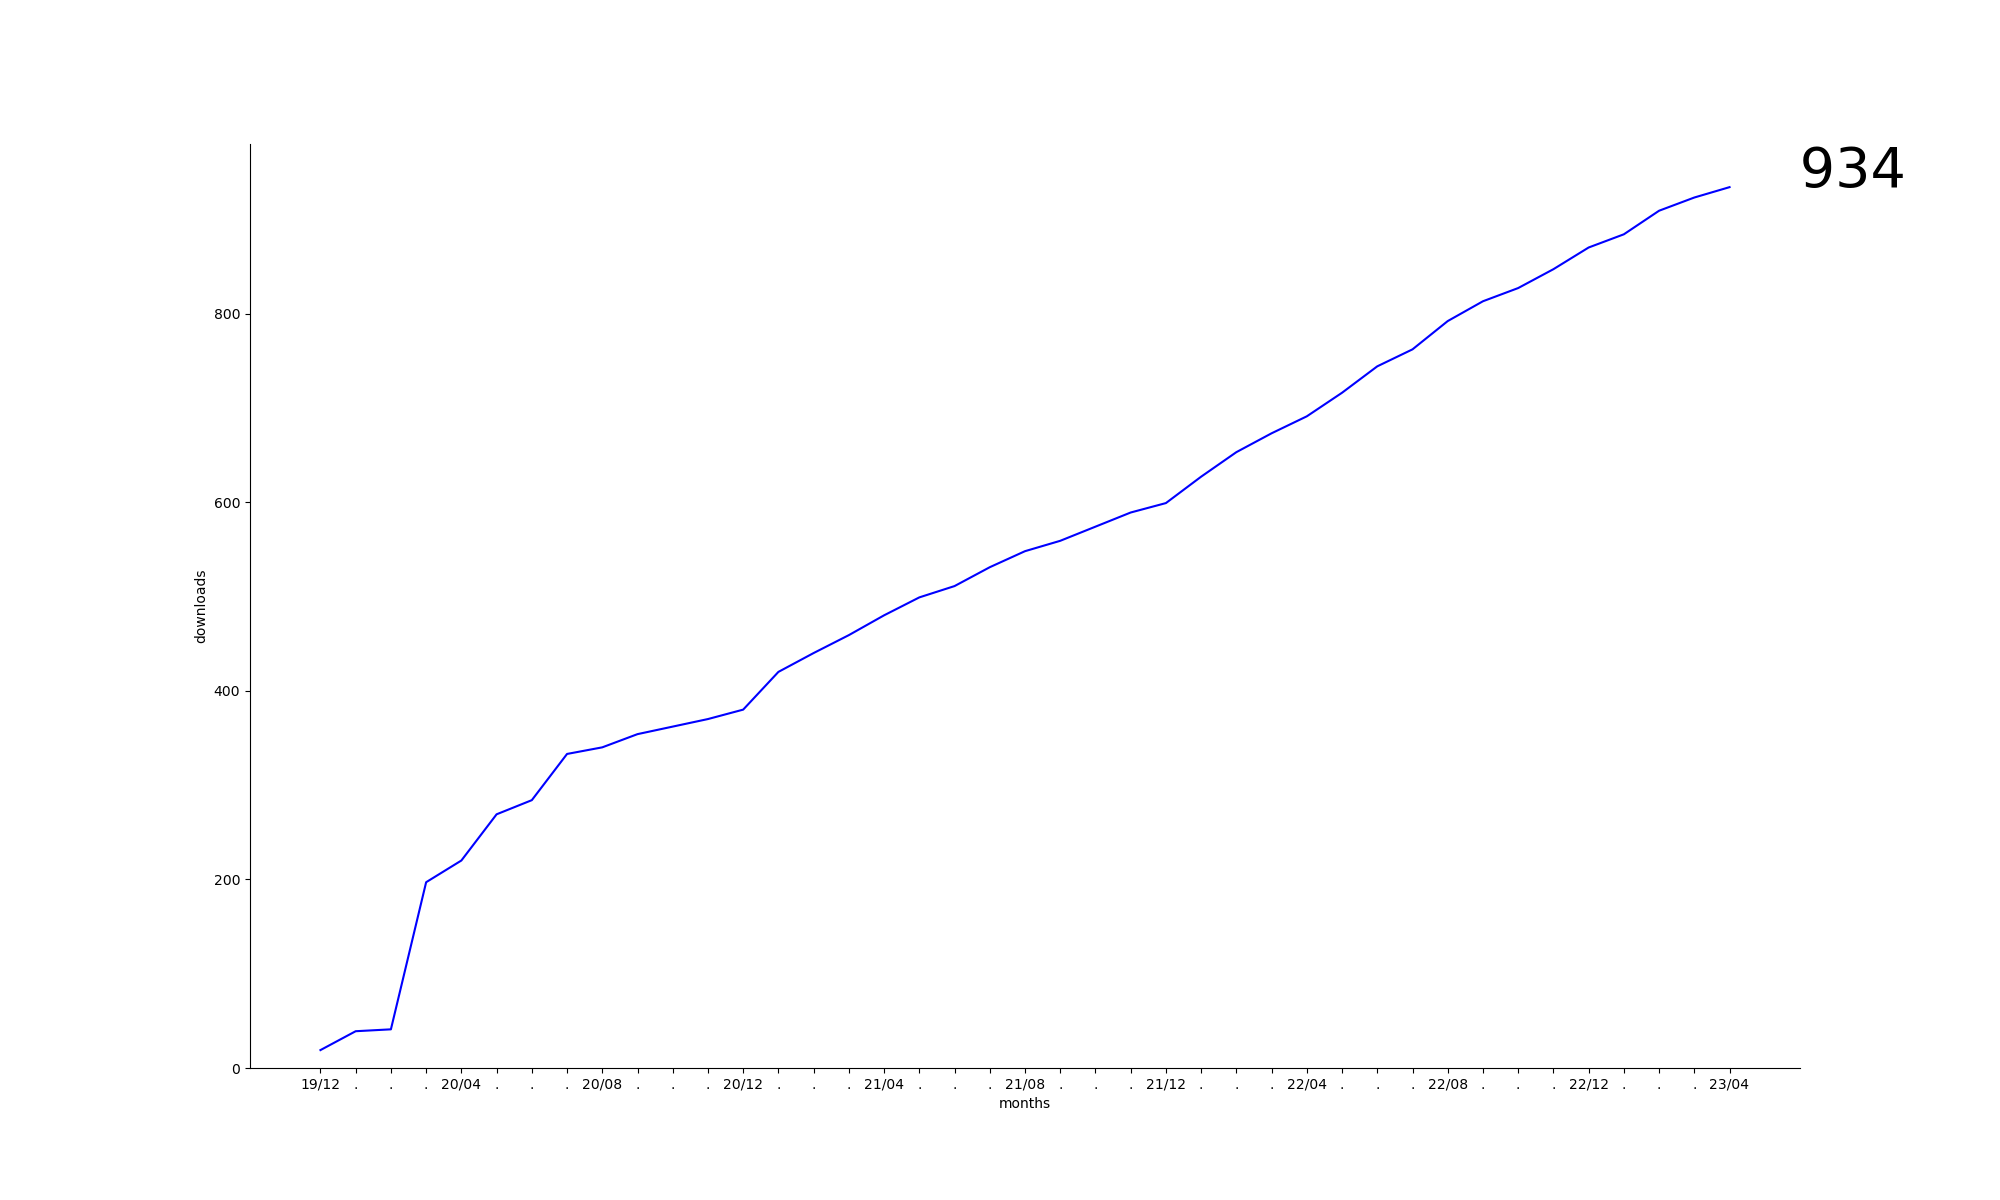 934
800
600
400
200
0
downloads
19/12 . . . 20/04 . . . 20/08 . . . 20/12 . . . 21/04 . . . 21/08 . . . 21/12 . . . 22/04 . . . 22/08 . . . 22/12 . . . 23/04
months